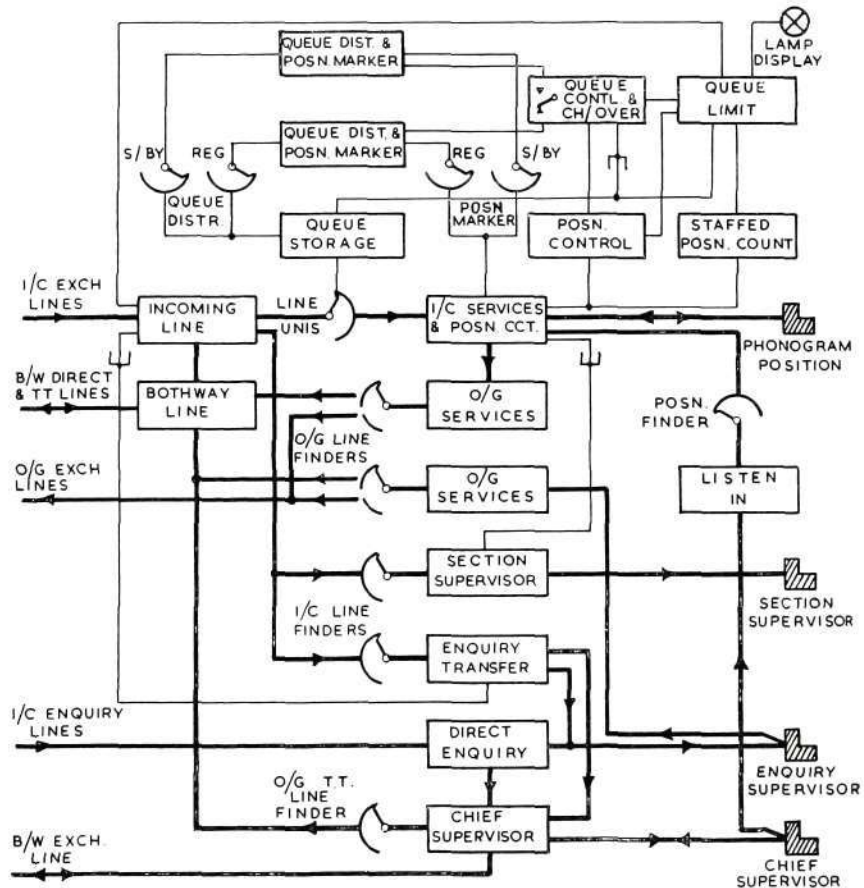 LAMP
DISPLAY
QUEUE DIST. &
POSN. MARKER
QUEUE
CONTL. &
CH/OVER
QUEUE
LIMIT
QUEUE DIST. &
POSN. MARKER
S/BY
REG
REG
S/BY
QUEUE
DISTR.
POSN
MARKER
QUEUE
STORAGE
POSN.
CONTROL
STAFFED
POSN. COUNT
I/C EXCH
LINES
INCOMING
LINE
LINE
UNIS
I/C SERVICES
& POSN. CCT.
PHONOGRAM
POSITION
B/W DIRECT
& TT LINES
BOTHWAY
LINE
O/G
SERVICES
POSN.
FINDER
O/G LINE
FINDERS
O/G EXCH
LINES
O/G
SERVICES
LISTEN
IN
SECTION
SUPERVISOR
SECTION
SUPERVISOR
I/C LINE
FINDERS
ENQUIRY
TRANSFER
I/C ENQUIRY
LINES
DIRECT
ENQUIRY
ENQUIRY
SUPERVISOR
O/G T.T.
LINE
FINDER
CHIEF
SUPERVISOR
B/W EXCH.
LINE
CHIEF
SUPERVISOR